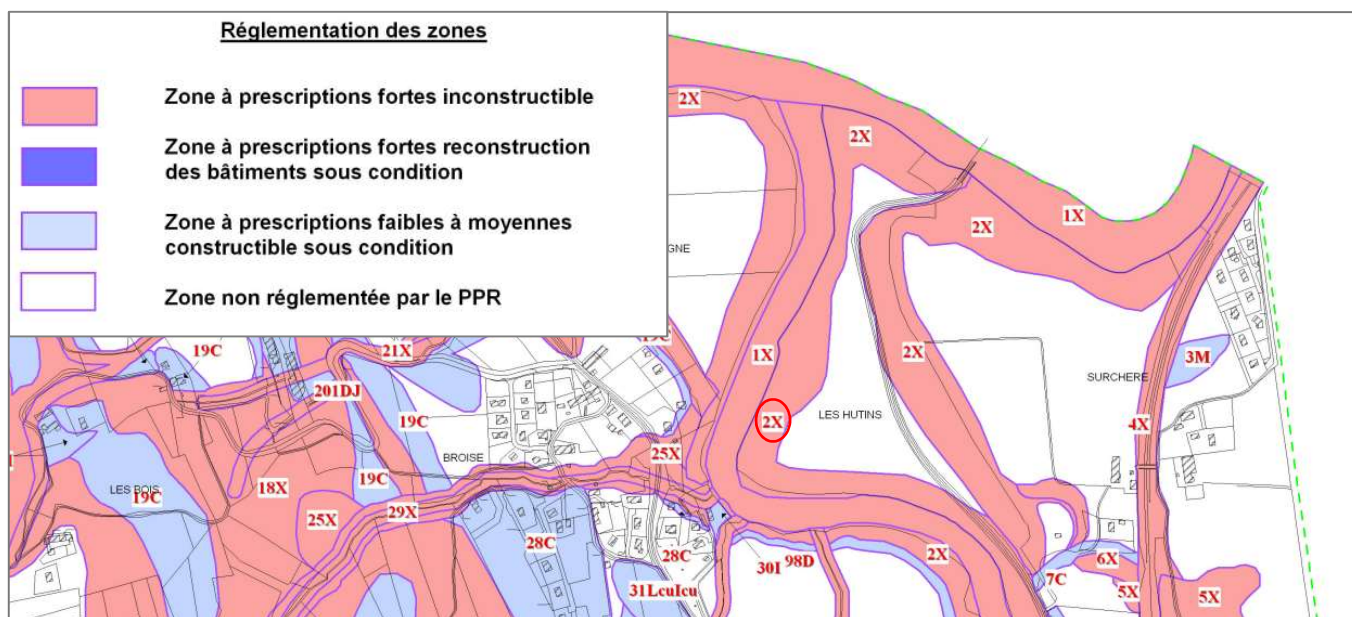 Réglementation des zones
Zone à prescriptions fortes inconstructible
Zone à prescriptions fortes reconstruction
des bâtiments sous condition
Zone à prescriptions faibles à moyennes
constructible sous condition
Zone non réglementée par le PPR
2X
2X
1X
2X
GNE
19C
21X
19C
1X
2X
3M
SURCHERE
201DJ
19C
2X
LES HUTINS
4X
BROISE
25X
LES BOIS
19C
18X
19C
25X
29X
28C
28C
2X
30I
98D
6X
7C
5X
5X
31LcuIcu